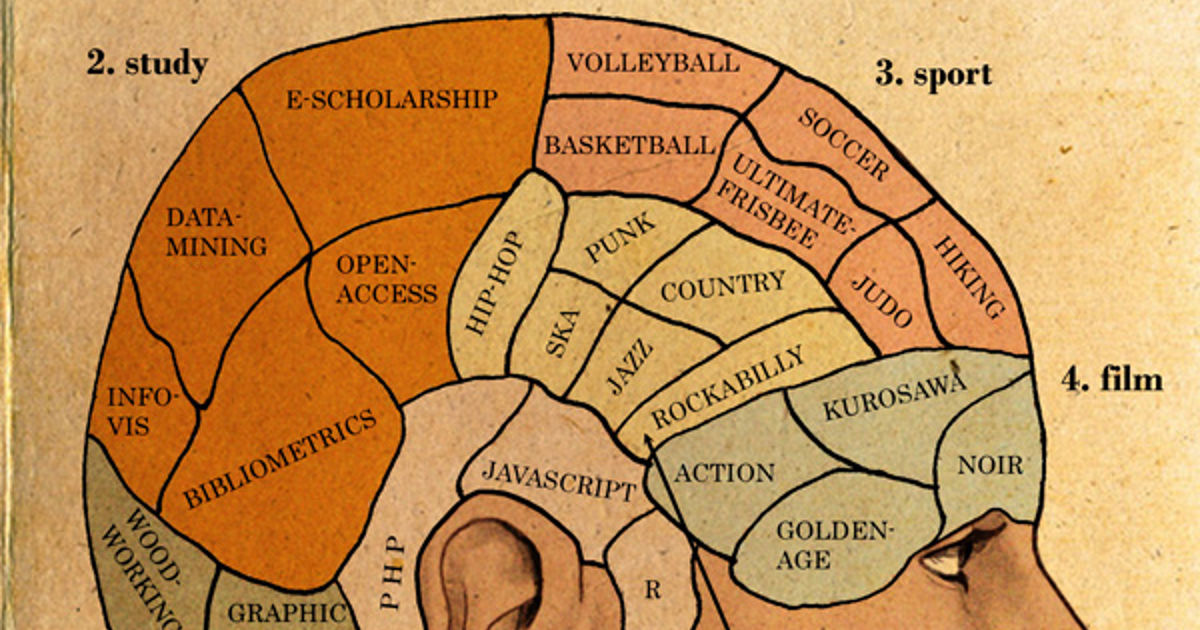 2. study
3. sport
4. film
E-SCHOLARSHIP
DATA-
MINING
OPEN-
ACCESS
INFO-
VIS
BIBLIOMETRICS
VOLLEYBALL
BASKETBALL
SOCCER
ULTIMATE-
FRISBEE
HIKING
JUDO
HIP-HOP
PUNK
SKA
COUNTRY
JAZZ
ROCKABILLY
KUROSAWA
ACTION
NOIR
GOLDEN-
AGE
JAVASCRIPT
PHP
R
WOOD-
WORKING
GRAPHIC